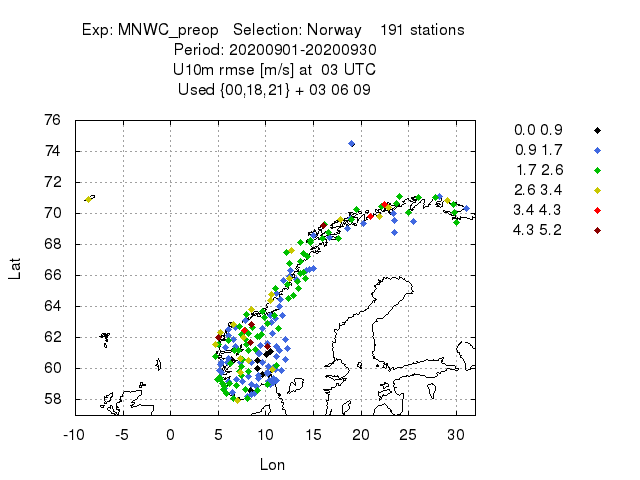 Exp: MNWC_preop Selection: Norway 191 stations
Period: 20200901-20200930
U10m rmse [m/s] at 03 UTC
Used {00,18,21} + 03 06 09
76
74
72
70
68
66
64
62
60
58
Lat
-10 -5 0 5 10 15 20 25 30
Lon
0.0 0.9
0.9 1.7
1.7 2.6
2.6 3.4
3.4 4.3
4.3 5.2